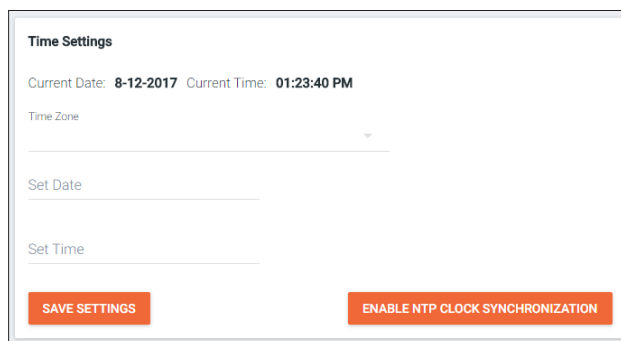 Time Settings
Current Date: 8-12-2017 Current Time: 01:23:40 PM
Time Zone
Set Date
Set Time
SAVE SETTINGS ENABLE NTP CLOCK SYNCHRONIZATION